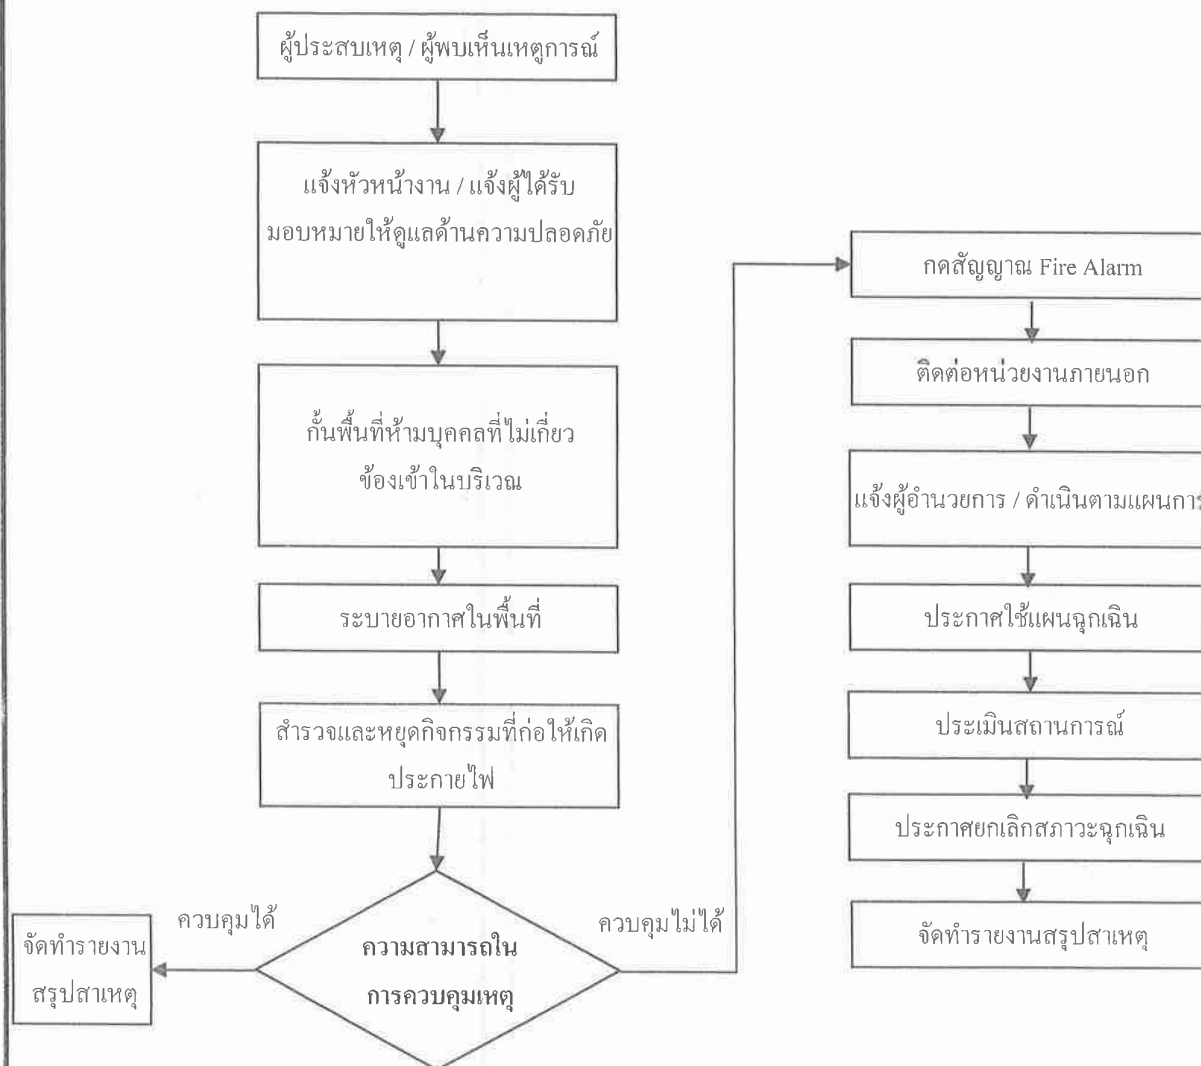 ผู้ประสบเหตุ / ผู้พบเห็นเหตุการณ์
แจ้งหัวหน้างาน / แจ้งผู้ได้รับ
มอบหมายให้ดูแลด้านความปลอดภัย
กั้นพื้นที่ห้ามบุคคลที่ไม่เกี่ยว
ข้องเข้าในบริเวณ
ระบายอากาศในพื้นที่
สำรวจและหยุดกิจกรรมที่ก่อให้เกิด
ประกายไฟ
ความสามารถใน
การควบคุมเหตุ
ควบคุมได้
จัดทำรายงาน
สรุปสาเหตุ
ควบคุมไม่ได้
กดสัญญาณ Fire Alarm
ติดต่อหน่วยงานภายนอก
แจ้งผู้อำนวยการ / ดำเนินตามแผนการ
ประกาศใช้แผนฉุกเฉิน
ประเมินสถานการณ์
ประกาศยกเลิกสภาวะฉุกเฉิน
จัดทำรายงานสรุปสาเหตุ